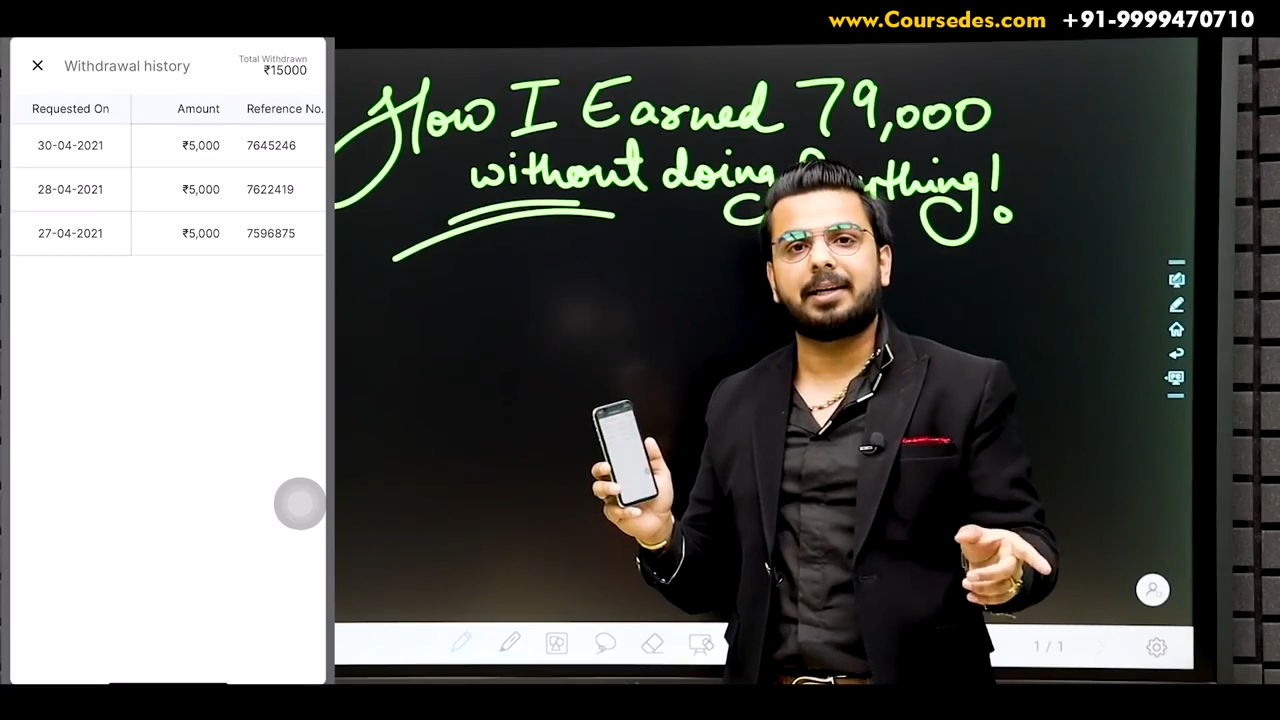 www.Coursedes.com +91-9999470710
Withdrawal history
Total Withdrawn
₹15000
Requested On Amount Reference No.
30-04-2021 ₹5,000 7645246
28-04-2021 ₹5,000 7622419
27-04-2021 ₹5,000 7596875
How I Earned 79,000
without doing
1/1